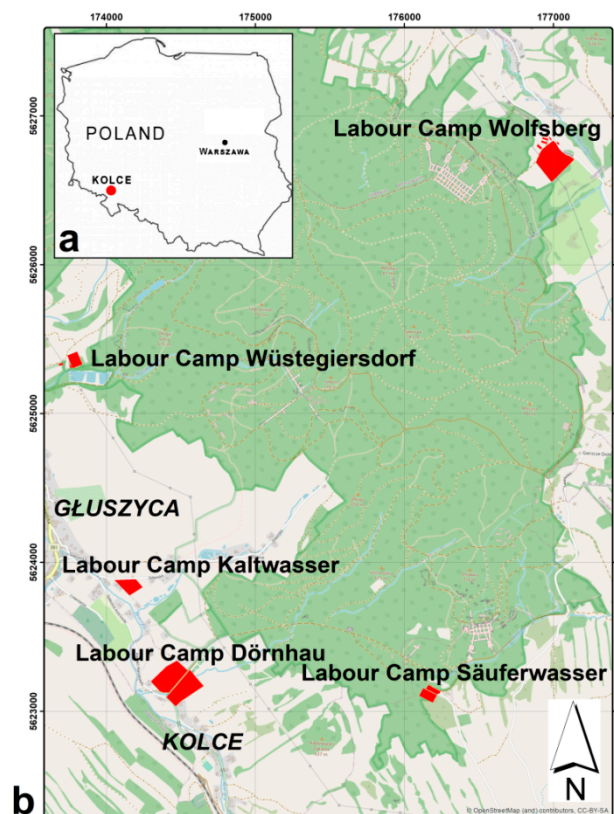 174000
175000
176000
177000
5627000
5626000
5625000
5624000
5623000
POLAND
WARSZAWA
KOLCE
a
Labour Camp Wolfsberg
Labour Camp Wüstegiersdorf
GŁUSZYCA
Labour Camp Kaltwasser
Labour Camp Dörnhau
Labour Camp Säuferwasser
KOLCE
N
b
© OpenStreetMap (and) contributors, CC-BY-SA